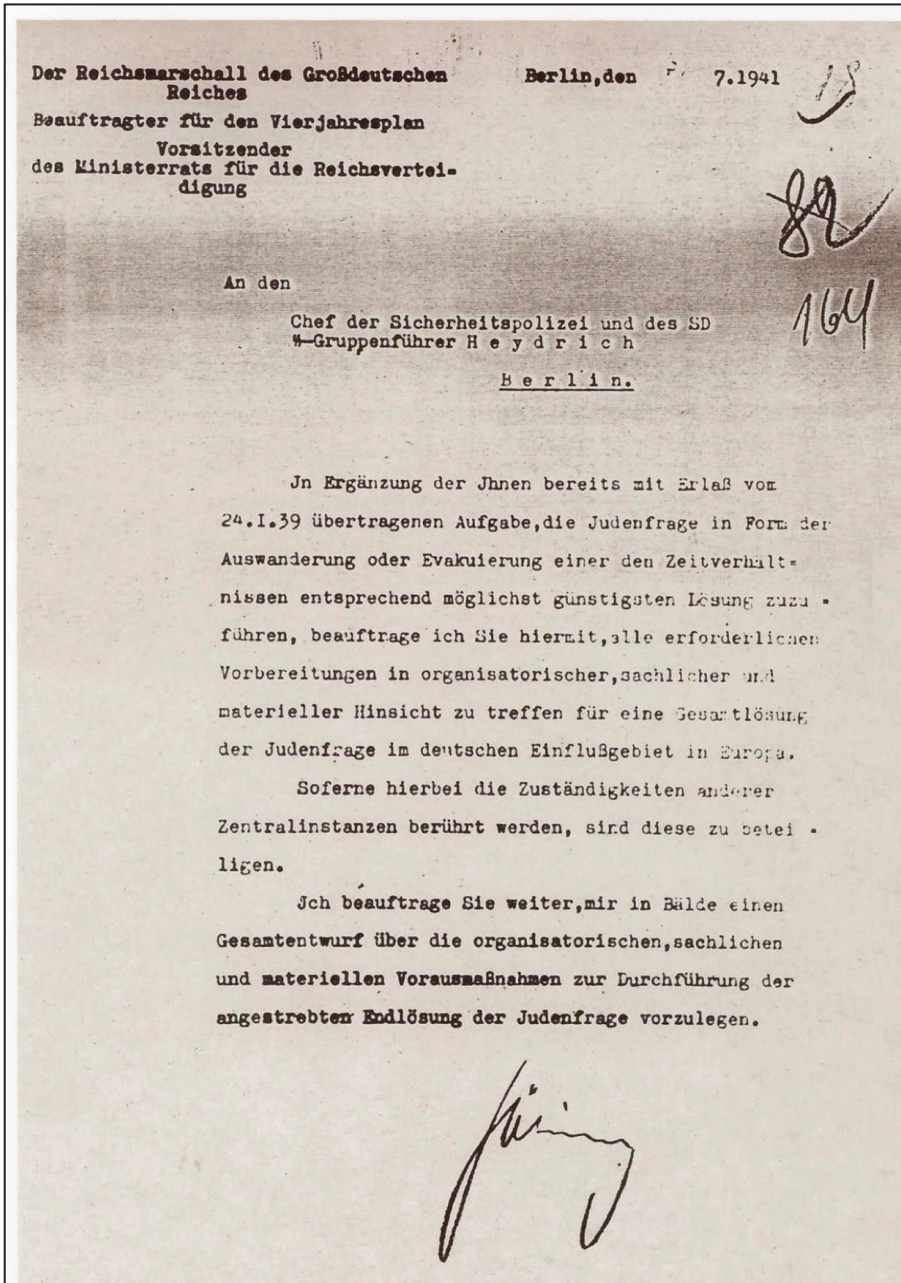 Der Reichsmarschall des Großdeutschen
Reiches
Berlin,den 7.1941
Beauftragter für den Vierjahresplan
Vorsitzender
des Ministerrats für die Reichsvertei-
digung
82
164
An den
Chef der Sicherheitspolizei und des SD
SS-Gruppenführer H e y d r i c h
B e r l i n.
Jn Ergänzung der Jhnen bereits mit Erlaß vom
24.I.39 übertragenen Aufgabe,die Judenfrage in Form der
Auswanderung oder Evakuierung einer den Zeitverhält-
nissen entsprechend möglichst günstigsten Lösung zuzu -
führen, beauftrage ich Sie hiermit,alle erforderlichen
Vorbereitungen in organisatorischer,sachlicher und
materieller Hinsicht zu treffen für eine Gesamtlösung
der Judenfrage im deutschen Einflußgebiet in Europa.
Soferne hierbei die Zuständigkeiten anderer
Zentralinstanzen berührt werden, sind diese zu betei -
ligen.
Jch beauftrage Sie weiter,mir in Bälde einen
Gesamtentwurf über die organisatorischen,sachlichen
und materiellen Vorausmaßnahmen zur Durchführung der
angestrebten Endlösung der Judenfrage vorzulegen.
Göring